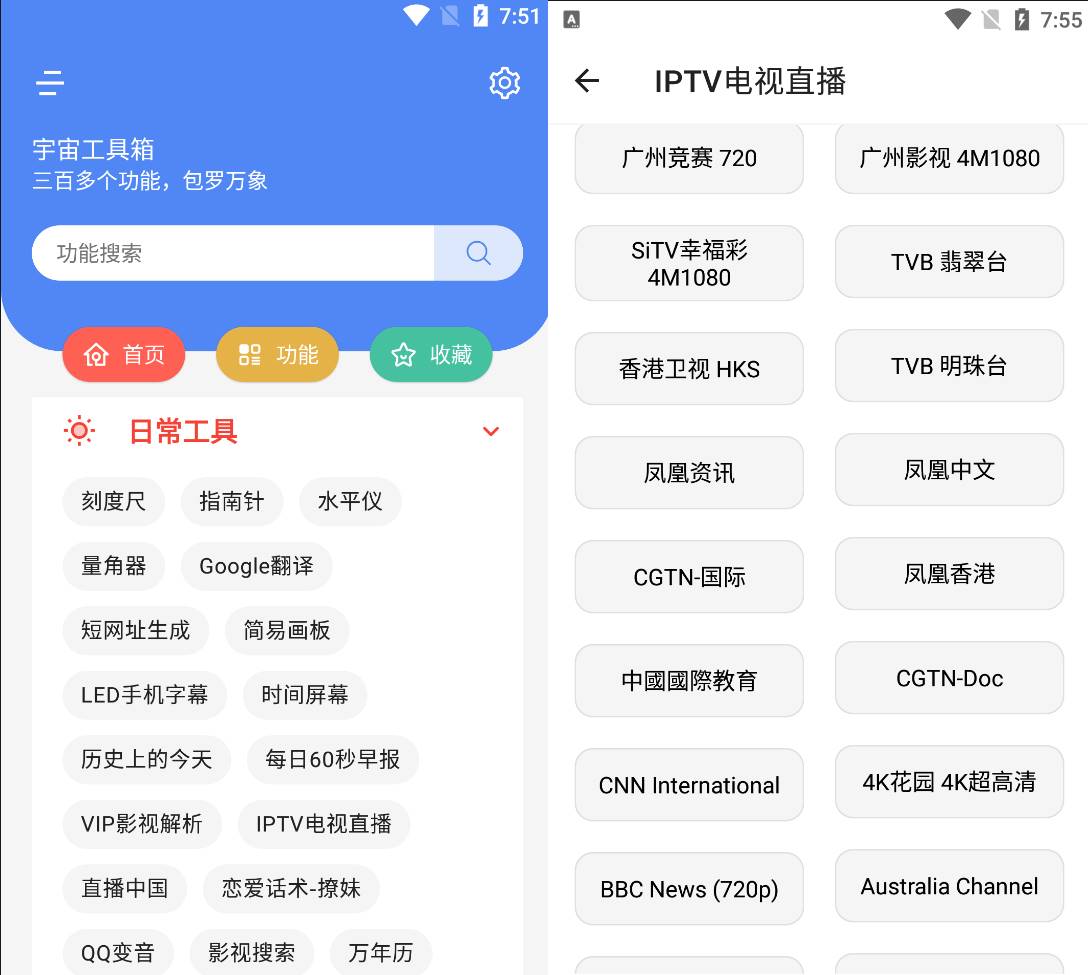 7:51
宇宙工具箱
三百多个功能，包罗万象
功能搜索
首页 功能 收藏
日常工具
刻度尺 指南针 水平仪
量角器 Google翻译
短网址生成 简易画板
LED手机字幕 时间屏幕
历史上的今天 每日60秒早报
VIP影视解析 IPTV电视直播
直播中国 恋爱话术-撩妹
QQ变音 影视搜索 万年历
A 7:55
IPTV电视直播
广州竞赛 720 广州影视 4M1080
SiTV幸福彩
4M1080
TVB 翡翠台
香港卫视 HKS TVB 明珠台
凤凰资讯 凤凰中文
CGTN-国际 凤凰香港
中國國際教育 CGTN-Doc
CNN International 4K花园 4K超高清
BBC News (720p) Australia Channel